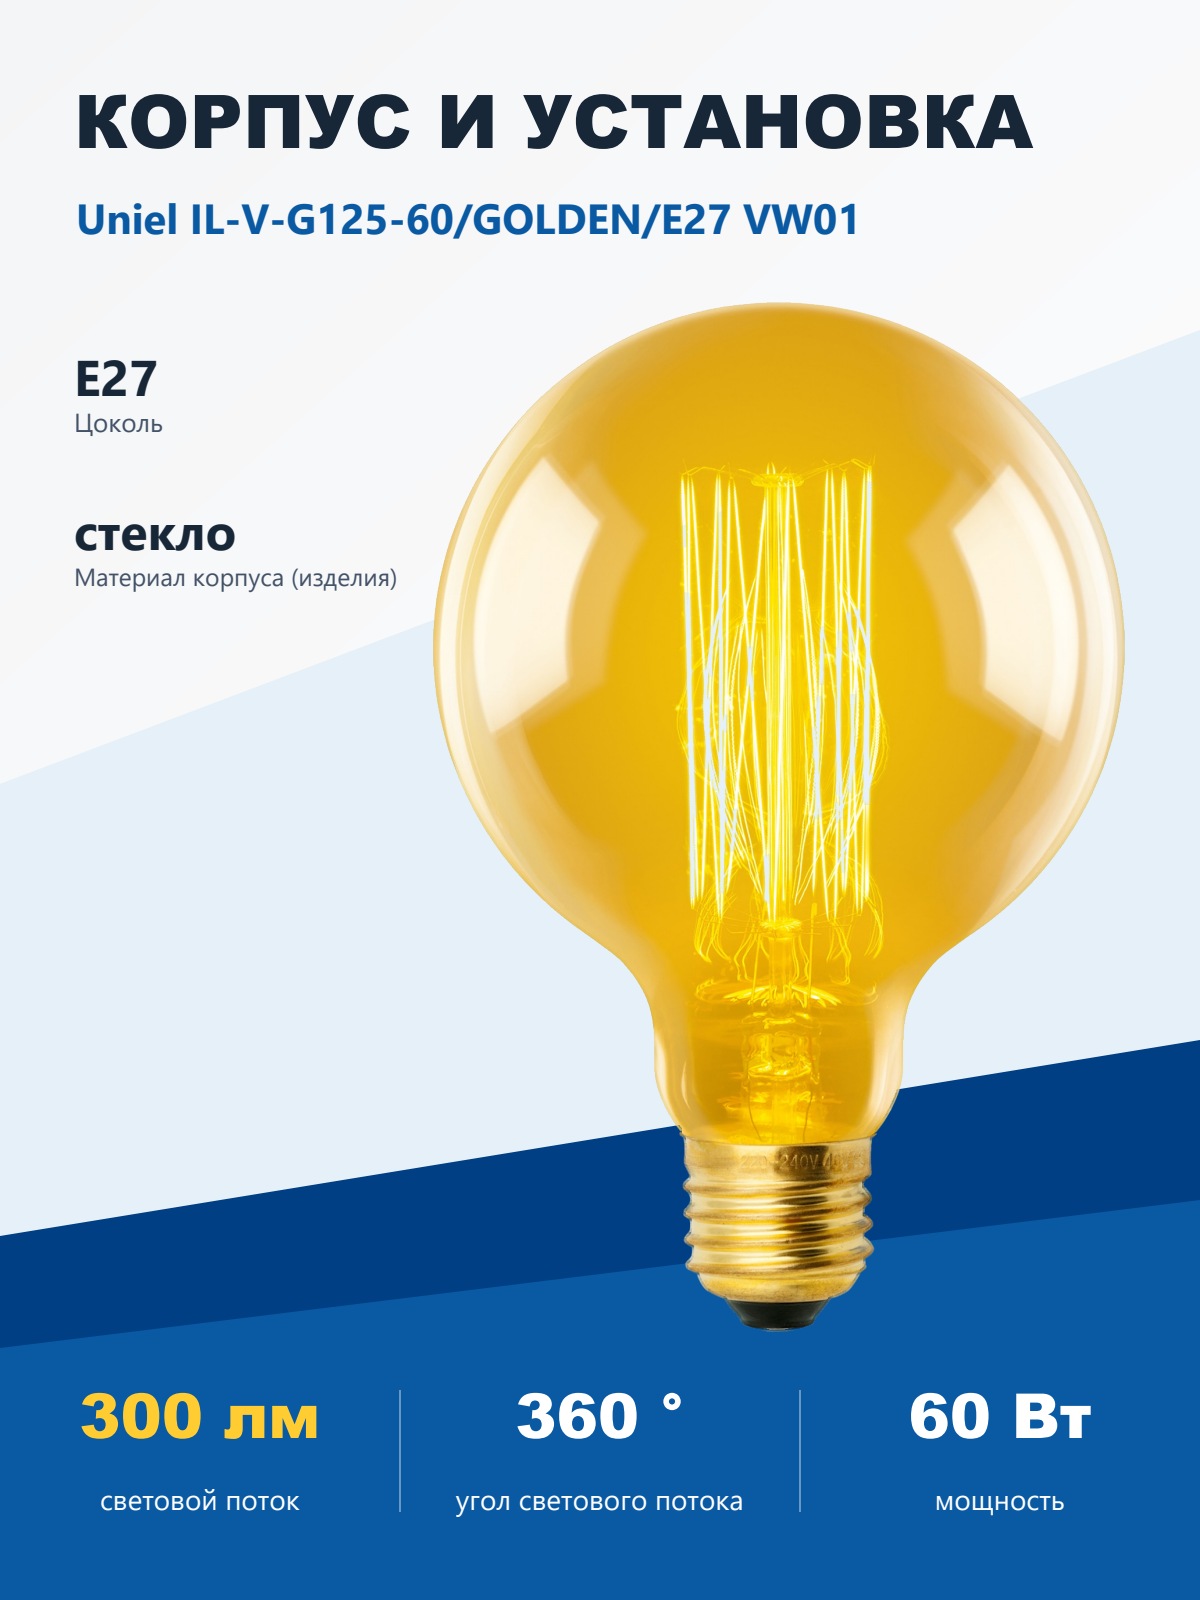 КОРПУС И УСТАНОВКА
Uniel IL-V-G125-60/GOLDEN/E27 VW01
E27
Цоколь
стекло
Материал корпуса (изделия)
240V
300 лм
световой поток
360 °
угол светового потока
60 Вт
мощность